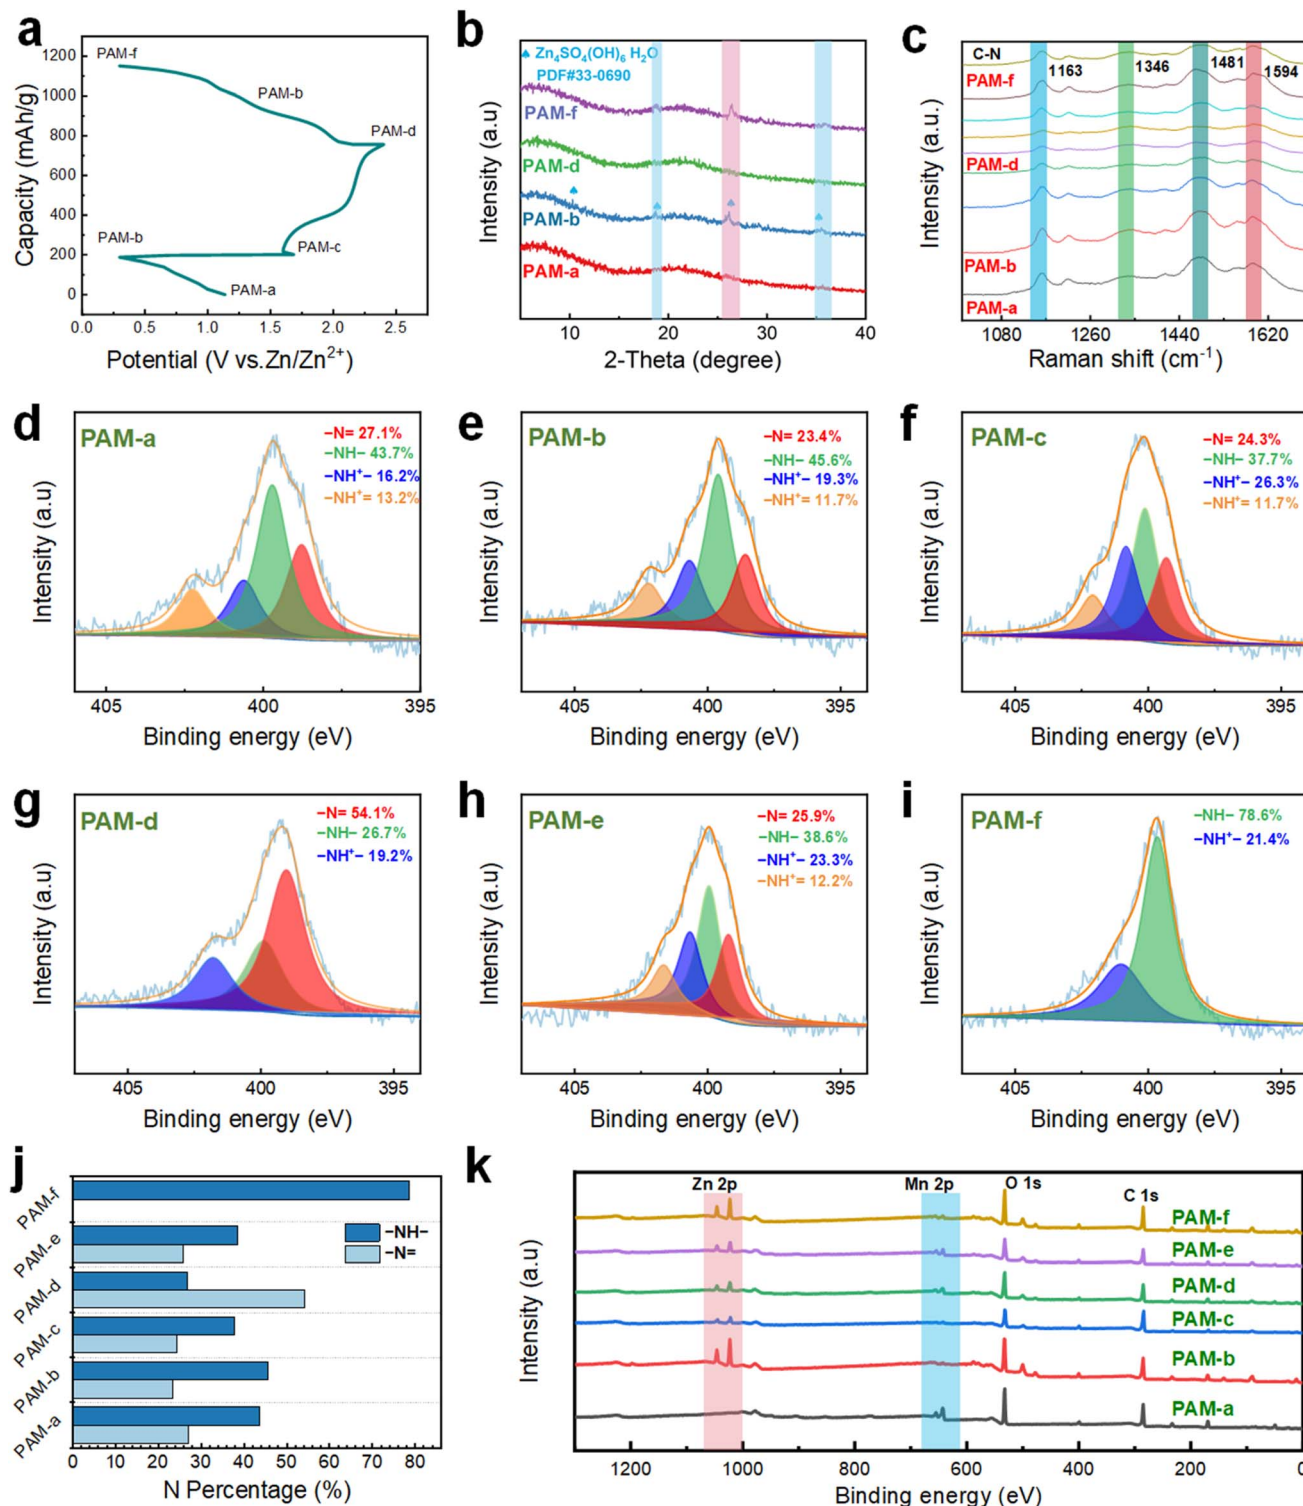 a
PAM-f
PAM-b
PAM-d
PAM-b
PAM-c
PAM-a
1200
1000
800
600
400
200
0
Capacity (mAh/g)
0.0 0.5 1.0 1.5 2.0 2.5
Potential (V vs.Zn/Zn²⁺)
b
♠ Zn₄SO₄(OH)₆ H₂O
PDF#33-0690
PAM-f
PAM-d
PAM-b
PAM-a
Intensity (a.u)
10 20 30 40
2-Theta (degree)
c
C-N
1163 1346 1481 1594
PAM-f
PAM-d
PAM-b
PAM-a
Intensity (a.u.)
1080 1260 1440 1620
Raman shift (cm⁻¹)
d
PAM-a
–N= 27.1%
–NH– 43.7%
–NH⁺– 16.2%
–NH⁺= 13.2%
Intensity (a.u)
405 400 395
Binding energy (eV)
e
PAM-b
–N= 23.4%
–NH– 45.6%
–NH⁺– 19.3%
–NH⁺= 11.7%
Intensity (a.u)
405 400 395
Binding energy (eV)
f
PAM-c
–N= 24.3%
–NH– 37.7%
–NH⁺– 26.3%
–NH⁺= 11.7%
Intensity (a.u)
405 400 395
Binding energy (eV)
g
PAM-d
–N= 54.1%
–NH– 26.7%
–NH⁺– 19.2%
Intensity (a.u)
405 400 395
Binding energy (eV)
h
PAM-e
–N= 25.9%
–NH– 38.6%
–NH⁺– 23.3%
–NH⁺= 12.2%
Intensity (a.u)
405 400 395
Binding energy (eV)
i
PAM-f
–NH– 78.6%
–NH⁺– 21.4%
Intensity (a.u)
405 400 395
Binding energy (eV)
j
PAM-f
PAM-e
PAM-d
PAM-c
PAM-b
PAM-a
–NH–
–N=
0 10 20 30 40 50 60 70 80
N Percentage (%)
k
Zn 2p Mn 2p O 1s C 1s
PAM-f
PAM-e
PAM-d
PAM-c
PAM-b
PAM-a
Intensity (a.u)
1200 1000 800 600 400 200 0
Binding energy (eV)